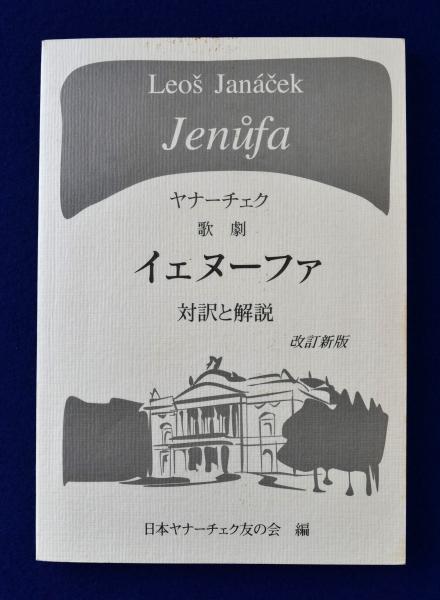 Leoš Janáček
Jenůfa
ヤナーチェク
歌 劇
イェヌーファ
対訳と解説
改訂新版
日本ヤナーチェク友の会 編